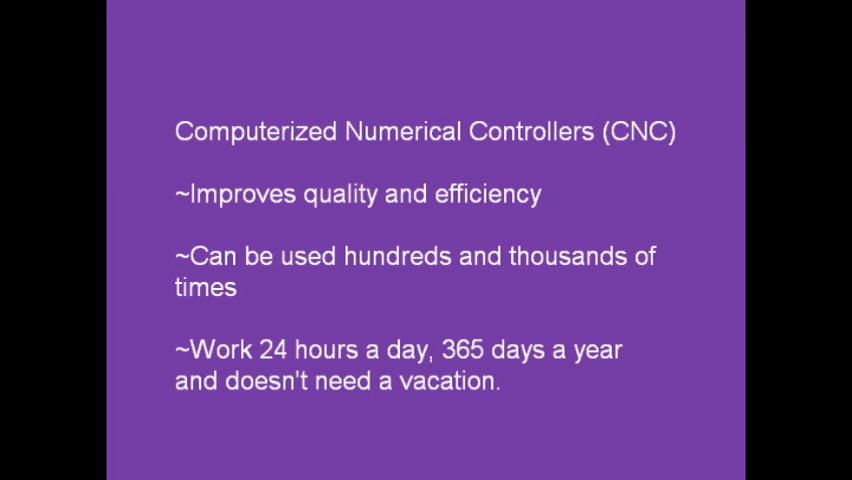 Computerized Numerical Controllers (CNC)
~Improves quality and efficiency
~Can be used hundreds and thousands of
times
~Work 24 hours a day, 365 days a year
and doesn't need a vacation.